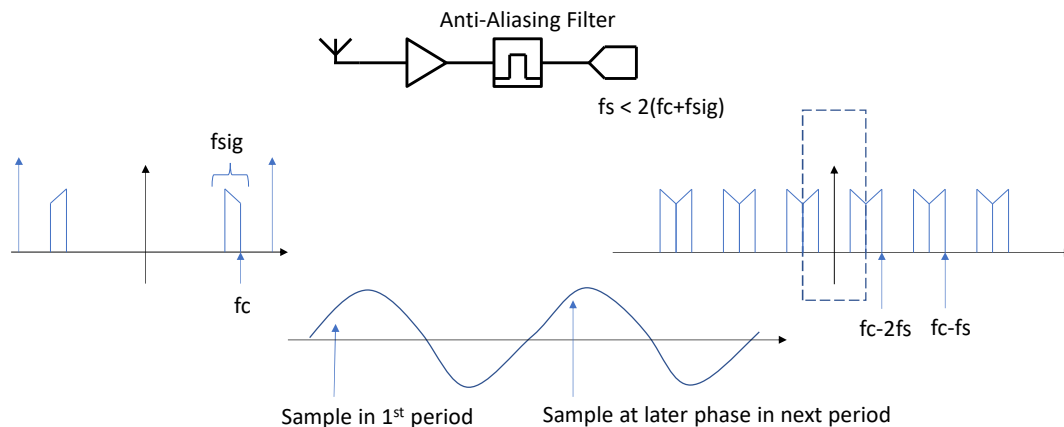 Anti-Aliasing Filter
fs < 2(fc+fsig)
fsig
fc
fc-2fs
fc-fs
Sample in 1st period
Sample at later phase in next period